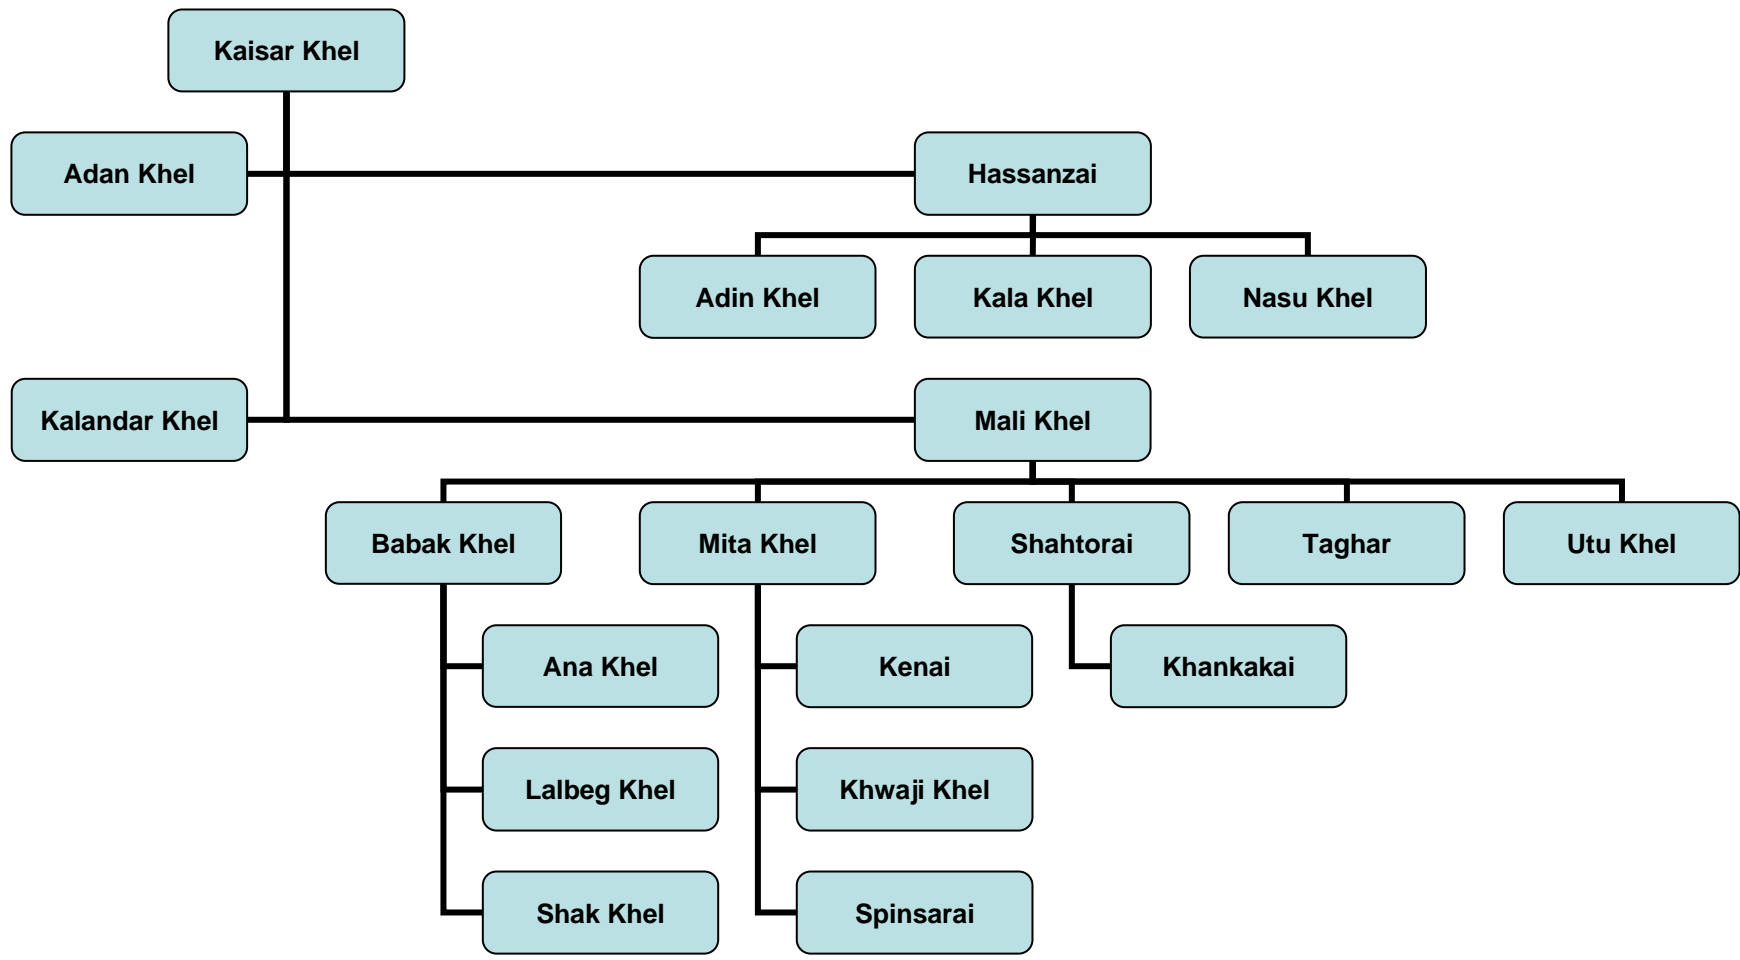 Kaisar Khel
Adan Khel
Hassanzai
Adin Khel
Kala Khel
Nasu Khel
Kalandar Khel
Mali Khel
Babak Khel
Mita Khel
Shahtorai
Taghar
Utu Khel
Ana Khel
Kenai
Khankakai
Lalbeg Khel
Khwaji Khel
Shak Khel
Spinsarai